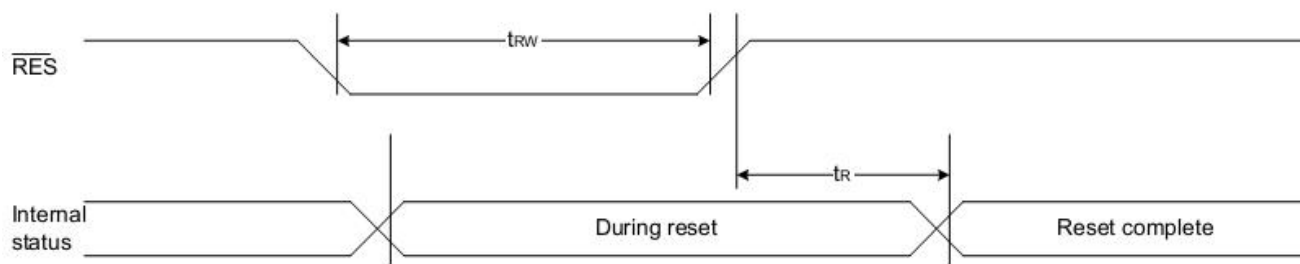 tRW
RES
tR
Internal
status
During reset
Reset complete